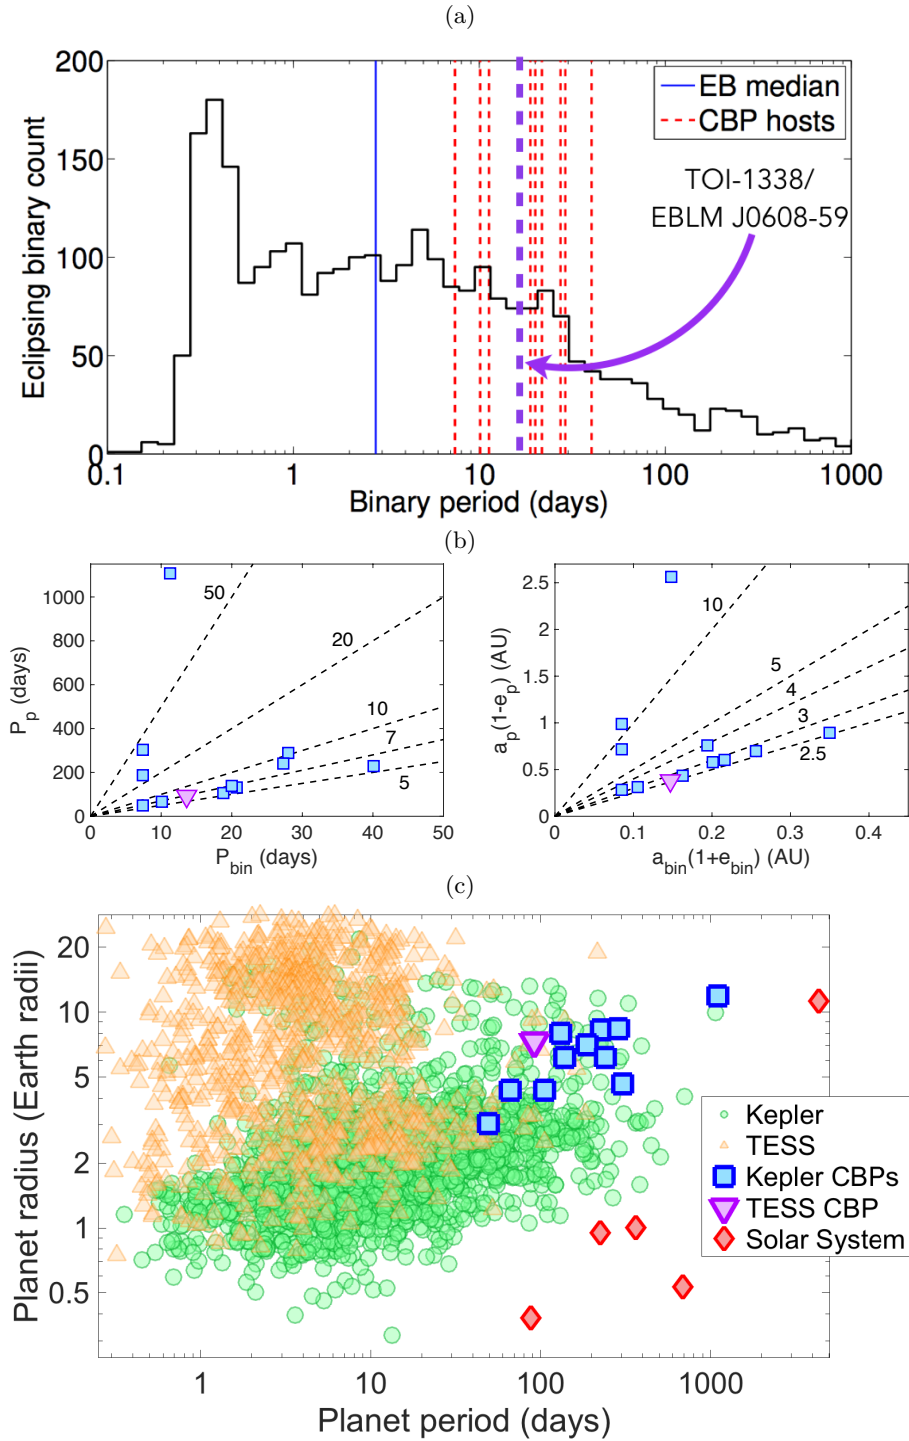 (a)
200
150
100
50
0
Eclipsing binary count
EB median
CBP hosts
TOI-1338/
EBLM J0608-59
0.1 1 10 100 1000
Binary period (days)
(b)
1000
800
600
400
200
0
P_p (days)
50
20
10
7
5
0 10 20 30 40 50
P_bin (days)
2.5
2
1.5
1
0.5
0
a_p(1-e_p) (AU)
10
5
4
3
2.5
0 0.1 0.2 0.3 0.4
a_bin(1+e_bin) (AU)
(c)
20
10
5
2
1
0.5
Planet radius (Earth radii)
Kepler
TESS
Kepler CBPs
TESS CBP
Solar System
1 10 100 1000
Planet period (days)